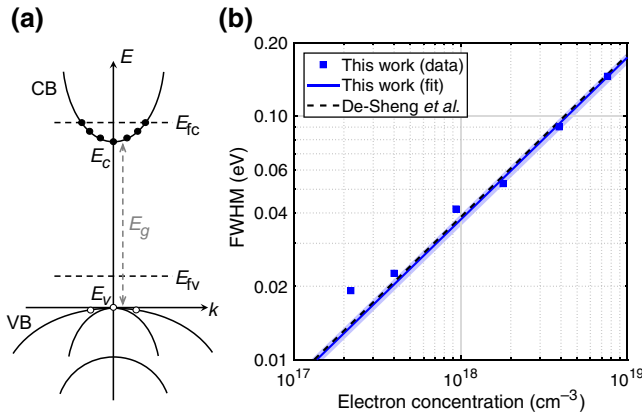 (a)
E
CB
E_fc
E_c
E_g
E_fv
E_v
k
VB
(b)
This work (data)
This work (fit)
De-Sheng et al.
FWHM (eV)
0.20
0.10
0.04
0.02
0.01
10^17
10^18
10^19
Electron concentration (cm^−3)